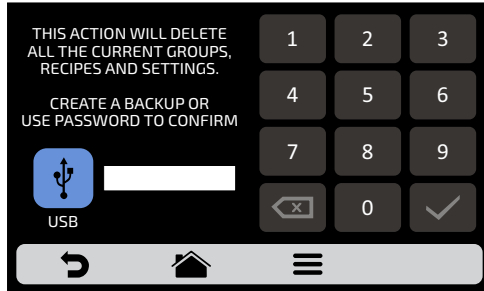 THIS ACTION WILL DELETE
ALL THE CURRENT GROUPS,
RECIPES AND SETTINGS.
CREATE A BACKUP OR
USE PASSWORD TO CONFIRM
USB
1 2 3
4 5 6
7 8 9
0